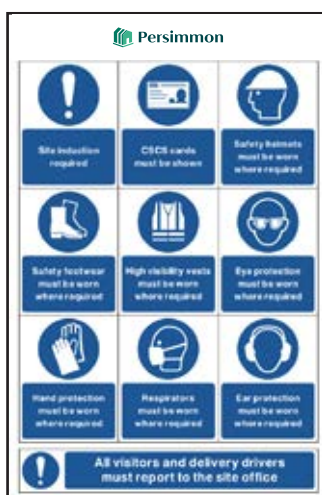 Persimmon
Site induction
required
CSCS cards
must be shown
Safety helmets
must be worn
where required
Safety footwear
must be worn
where required
High visibility vests
must be worn
where required
Eye protection
must be worn
where required
Hand protection
must be worn
where required
Respirators
must be worn
where required
Ear protection
must be worn
where required
All visitors and delivery drivers
must report to the site office